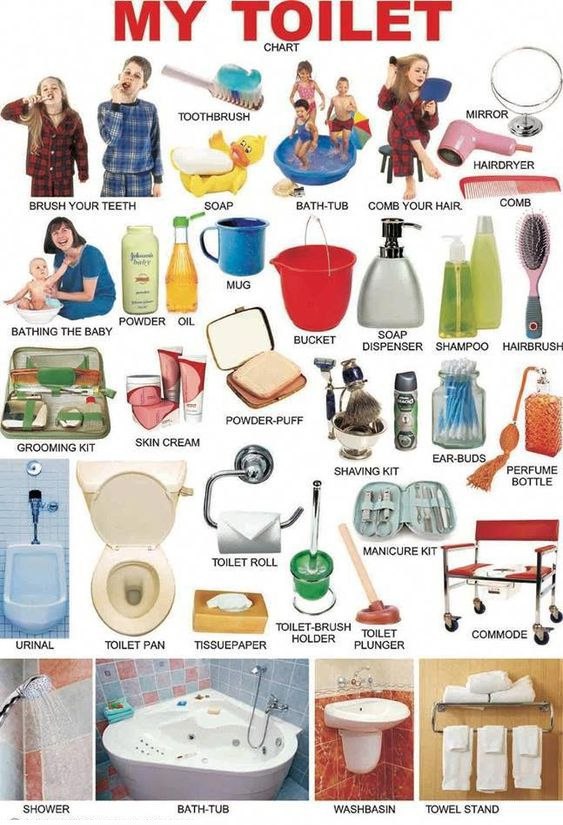 MY TOILET
CHART
TOOTHBRUSH
MIRROR
HAIRDRYER
BRUSH YOUR TEETH
SOAP
BATH-TUB
COMB YOUR HAIR.
COMB
BATHING THE BABY
Johnson's
baby
POWDER
OIL
MUG
BUCKET
SOAP
DISPENSER
SHAMPOO
HAIRBRUSH
GROOMING KIT
SKIN CREAM
POWDER-PUFF
SHAVING KIT
EAR-BUDS
PERFUME
BOTTLE
URINAL
TOILET PAN
TOILET ROLL
TISSUEPAPER
TOILET-BRUSH
HOLDER
TOILET
PLUNGER
MANICURE KIT
COMMODE
SHOWER
BATH-TUB
WASHBASIN
TOWEL STAND